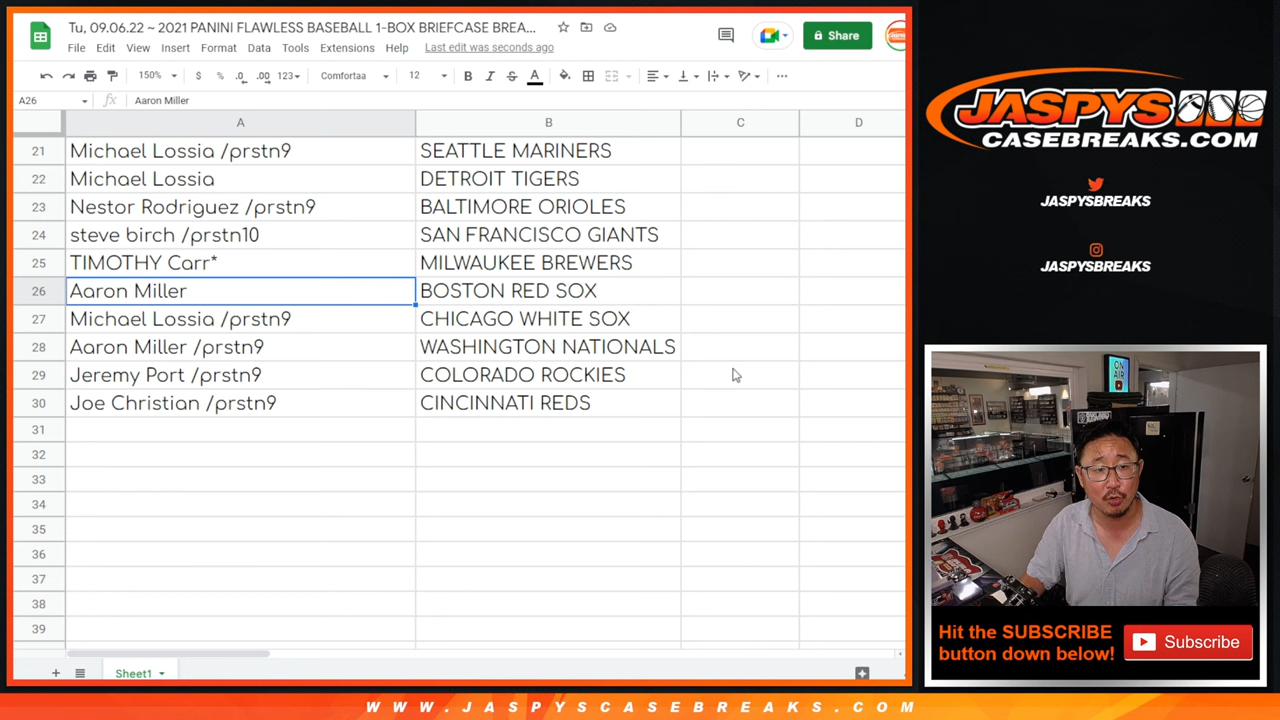 Tu, 09.06.22 ~ 2021 PANINI FLAWLESS BASEBALL 1-BOX BRIEFCASE BREA...
File Edit View Insert Format Data Tools Extensions Help Last edit was seconds ago
Share
150% $ % .0 .00 123 Comfortaa 12 B I S A
A26 fx Aaron Miller
A B C D
21 Michael Lossia /prstn9 SEATTLE MARINERS
22 Michael Lossia DETROIT TIGERS
23 Nestor Rodriguez /prstn9 BALTIMORE ORIOLES
24 steve birch /prstn10 SAN FRANCISCO GIANTS
25 TIMOTHY Carr* MILWAUKEE BREWERS
26 Aaron Miller BOSTON RED SOX
27 Michael Lossia /prstn9 CHICAGO WHITE SOX
28 Aaron Miller /prstn9 WASHINGTON NATIONALS
29 Jeremy Port /prstn9 COLORADO ROCKIES
30 Joe Christian /prstn9 CINCINNATI REDS
31
32
33
34
35
36
37
38
39
Sheet1
JASPYS
CASEBREAKS.COM
JASPYSBREAKS
JASPYSBREAKS
ON AIR
Hit the SUBSCRIBE
button down below!
Subscribe
WWW.JASPYSCASEBREAKS.COM